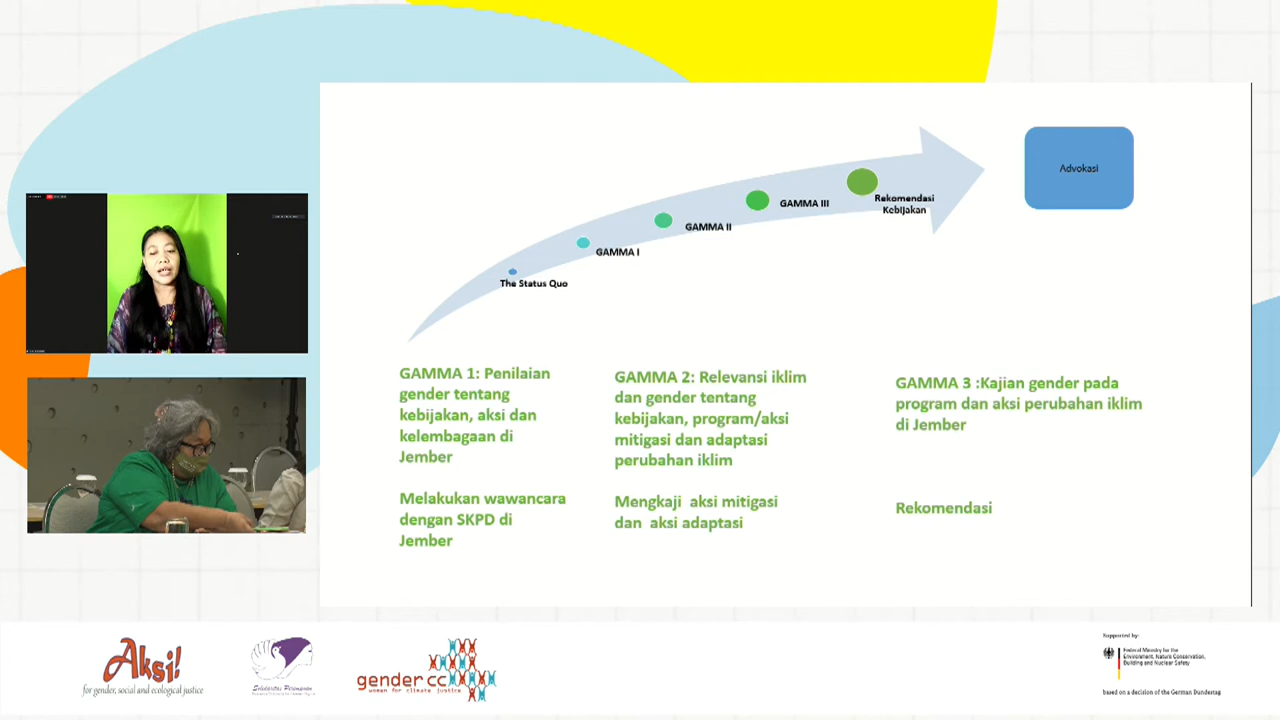 Advokasi
Rekomendasi
Kebijakan
GAMMA III
GAMMA II
GAMMA I
The Status Quo
GAMMA 1: Penilaian
gender tentang
kebijakan, aksi dan
kelembagaan di
Jember
Melakukan wawancara
dengan SKPD di
Jember
GAMMA 2: Relevansi iklim
dan gender tentang
kebijakan, program/aksi
mitigasi dan adaptasi
perubahan iklim
Mengkaji aksi mitigasi
dan aksi adaptasi
GAMMA 3 :Kajian gender pada
program dan aksi perubahan iklim
di Jember
Rekomendasi
Aksi!
for gender, social and ecological justice
Solidaritas Perempuan
gender cc
women for climate justice
Supported by:
Federal Ministry for the
Environment, Nature Conservation,
Building and Nuclear Safety
based on a decision of the German Bundestag